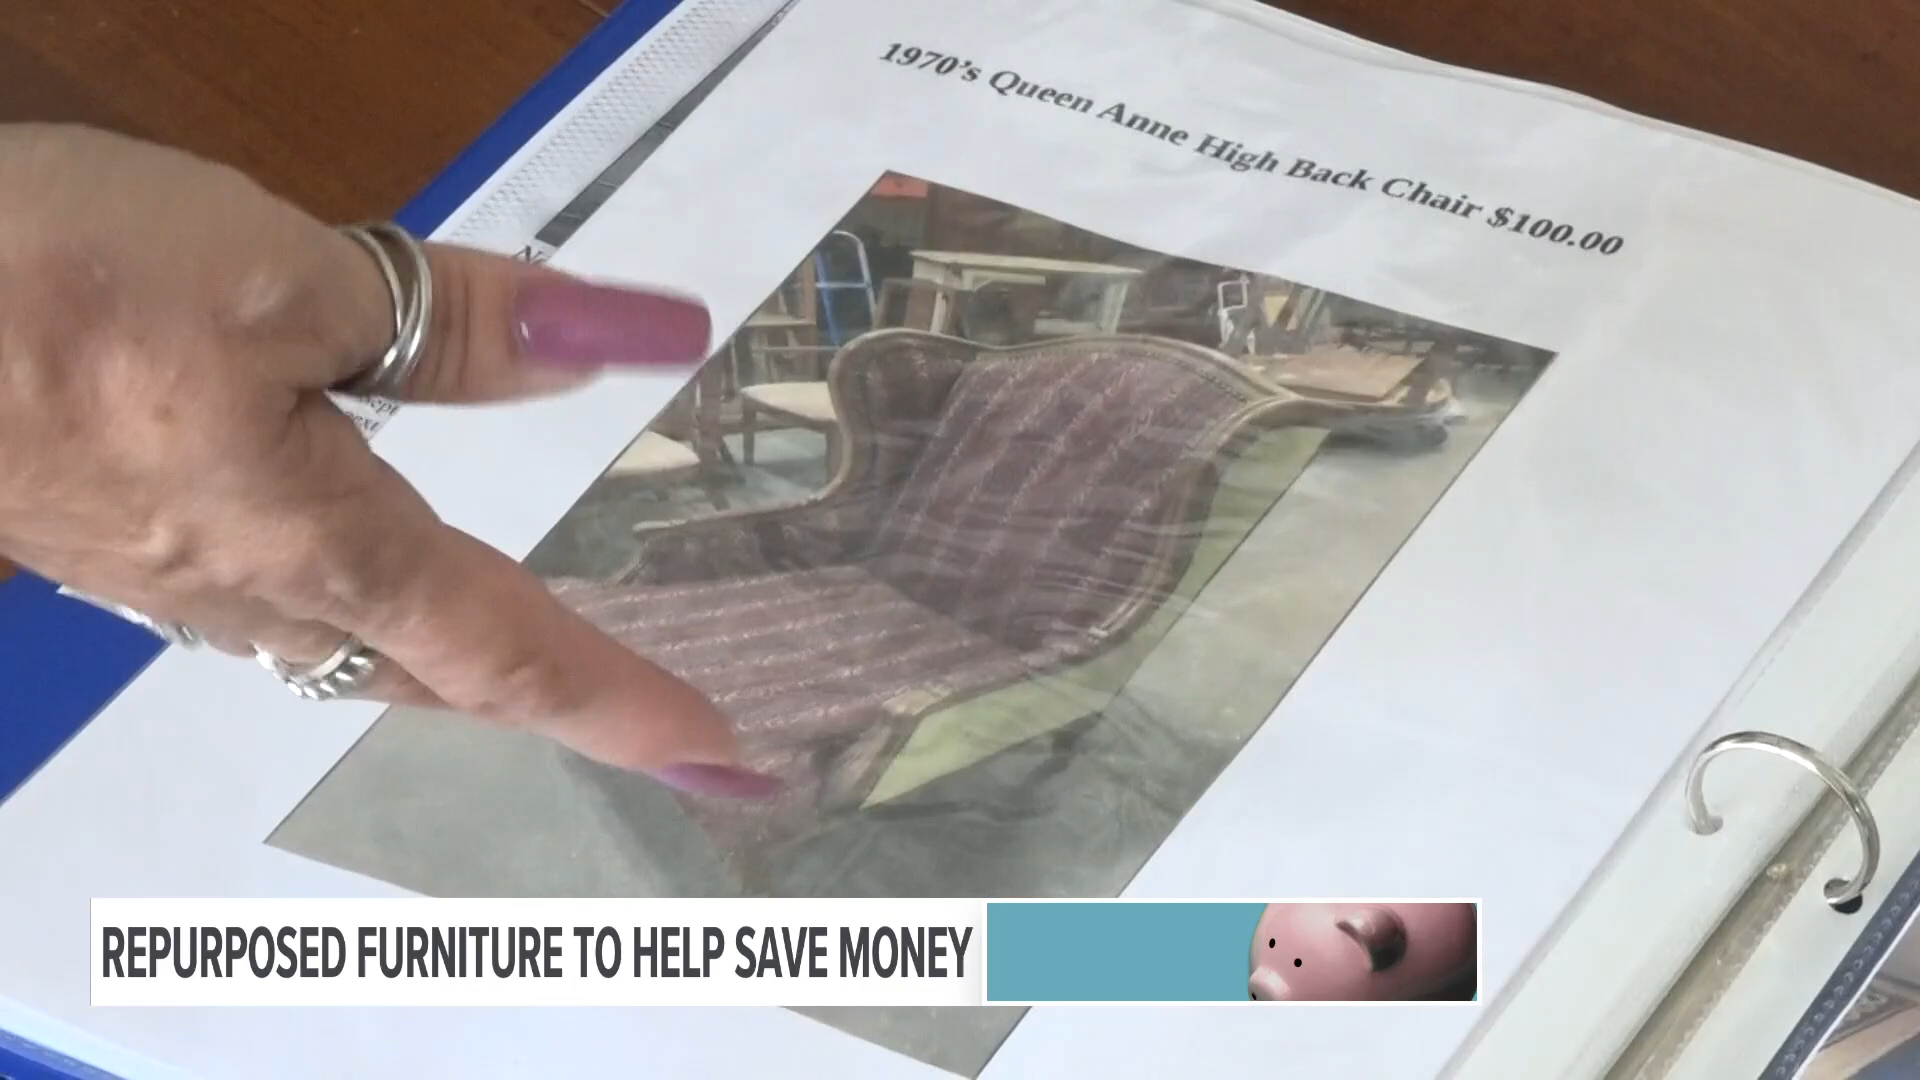 1970's Queen Anne High Back Chair $100.00
REPURPOSED FURNITURE TO HELP SAVE MONEY